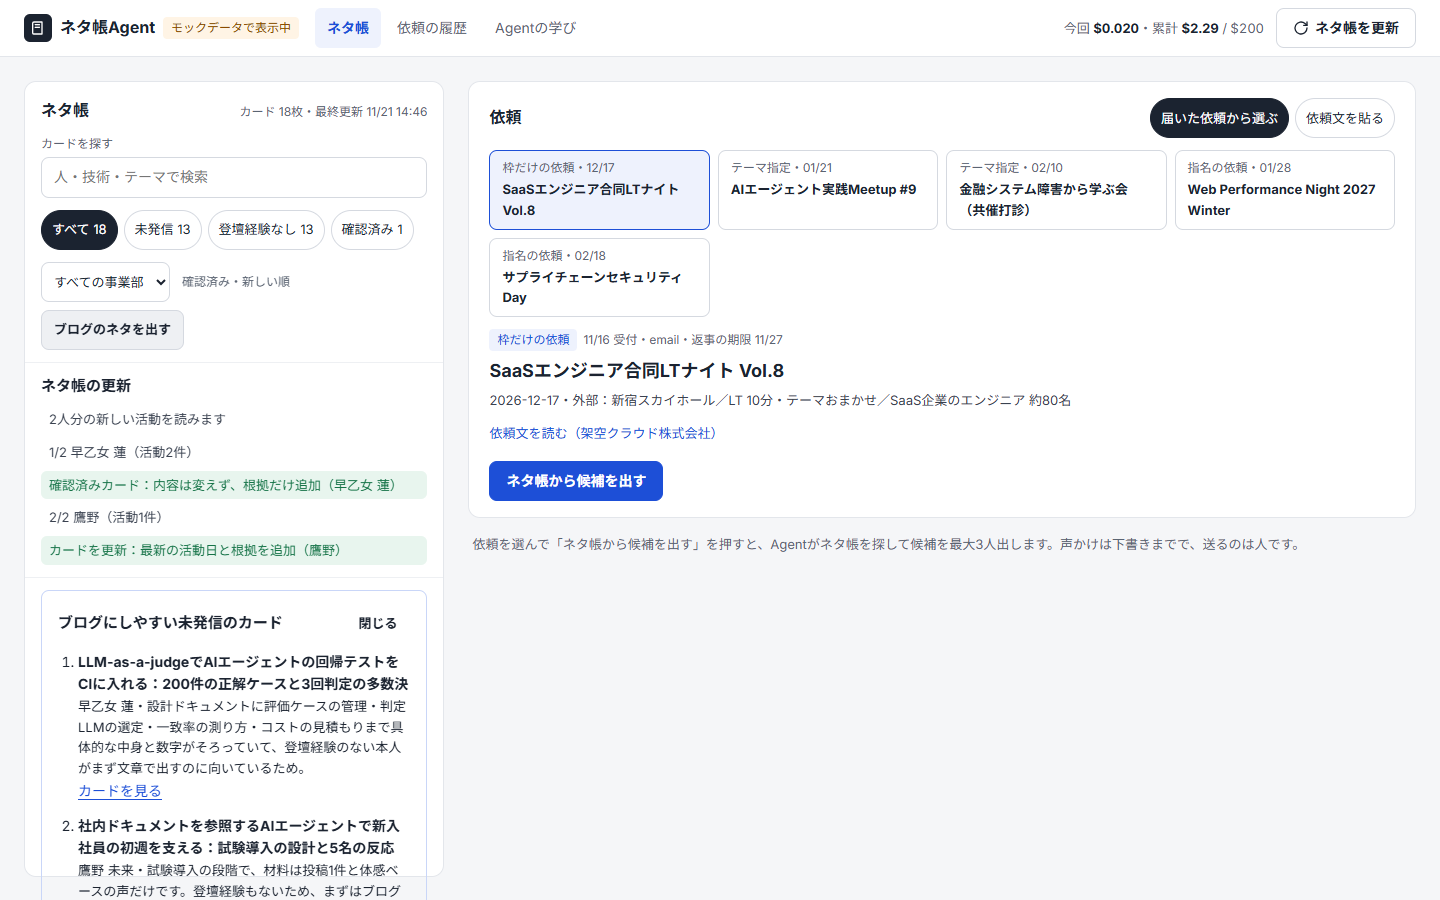 ネタ帳Agent モックデータで表示中 ネタ帳 依頼の履歴 Agentの学び 今回 $0.020・累計 $2.29 / $200 ネタ帳を更新
ネタ帳 カード 18枚・最終更新 11/21 14:46
カードを探す
人・技術・テーマで検索
すべて 18 未発信 13 登壇経験なし 13 確認済み 1
すべての事業部 確認済み・新しい順
ブログのネタを出す
ネタ帳の更新
2人分の新しい活動を読みます
1/2 早乙女 蓮（活動2件）
確認済みカード：内容は変えず、根拠だけ追加（早乙女 蓮）
2/2 鷹野（活動1件）
カードを更新：最新の活動日と根拠を追加（鷹野）
ブログにしやすい未発信のカード 閉じる
1. LLM-as-a-judgeでAIエージェントの回帰テストを
CIに入れる：200件の正解ケースと3回判定の多数決
早乙女 蓮・設計ドキュメントに評価ケースの管理・判定
LLMの選定・一致率の測り方・コストの見積もりまで具
体的な中身と数字がそろっていて、登壇経験のない本人
がまず文章で出すのに向いているため。
カードを見る
2. 社内ドキュメントを参照するAIエージェントで新入
社員の初週を支える：試験導入の設計と5名の反応
鷹野 未来・試験導入の段階で、材料は投稿1件と体感ベ
ースの声だけです。登壇経験もないため、まずはブログ
依頼 届いた依頼から選ぶ 依頼文を貼る
枠だけの依頼・12/17
SaaSエンジニア合同LTナイト
Vol.8
テーマ指定・01/21
AIエージェント実践Meetup #9
テーマ指定・02/10
金融システム障害から学ぶ会
（共催打診）
指名の依頼・01/28
Web Performance Night 2027
Winter
指名の依頼・02/18
サプライチェーンセキュリティ
Day
枠だけの依頼 11/16 受付・email・返事の期限 11/27
SaaSエンジニア合同LTナイト Vol.8
2026-12-17・外部：新宿スカイホール／LT 10分・テーマおまかせ／SaaS企業のエンジニア 約80名
依頼文を読む（架空クラウド株式会社）
ネタ帳から候補を出す
依頼を選んで「ネタ帳から候補を出す」を押すと、Agentがネタ帳を探して候補を最大3人出します。声かけは下書きまでで、送るのは人です。